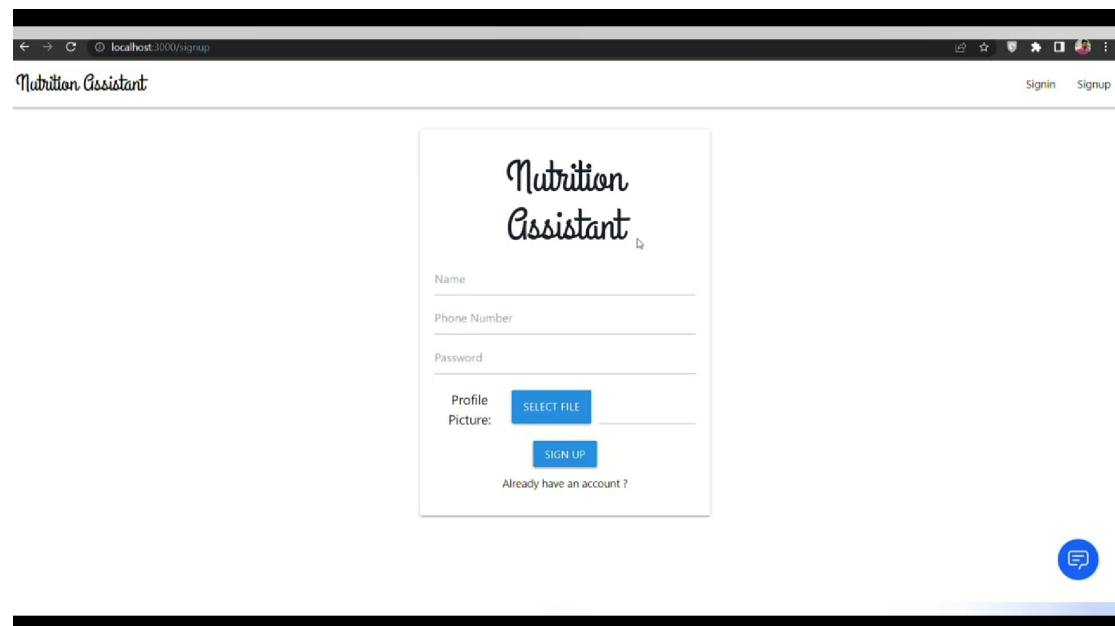 localhost:3000/signup
Nutrition Assistant
Signin Signup
Nutrition
Assistant
Name
Phone Number
Password
Profile
Picture:
SELECT FILE
SIGN UP
Already have an account ?